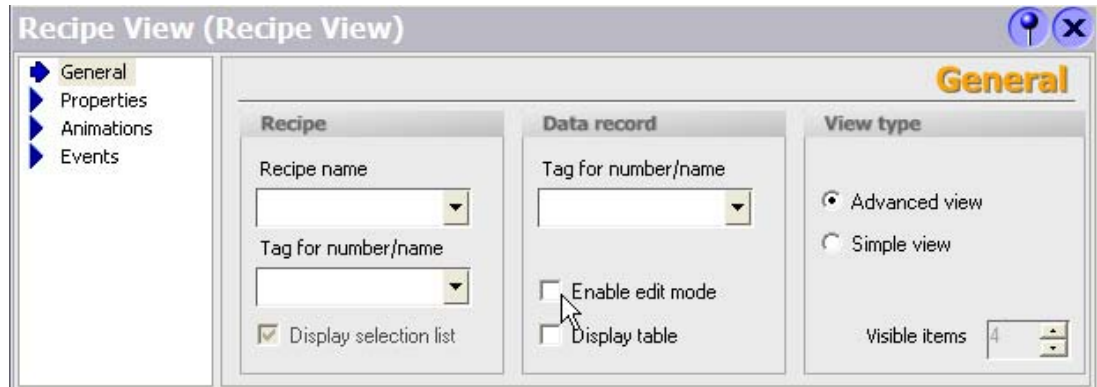 Recipe View (Recipe View)
General
Properties
Animations
Events
General
Recipe
Recipe name
Tag for number/name
Display selection list
Data record
Tag for number/name
Enable edit mode
Display table
View type
Advanced view
Simple view
Visible items 4